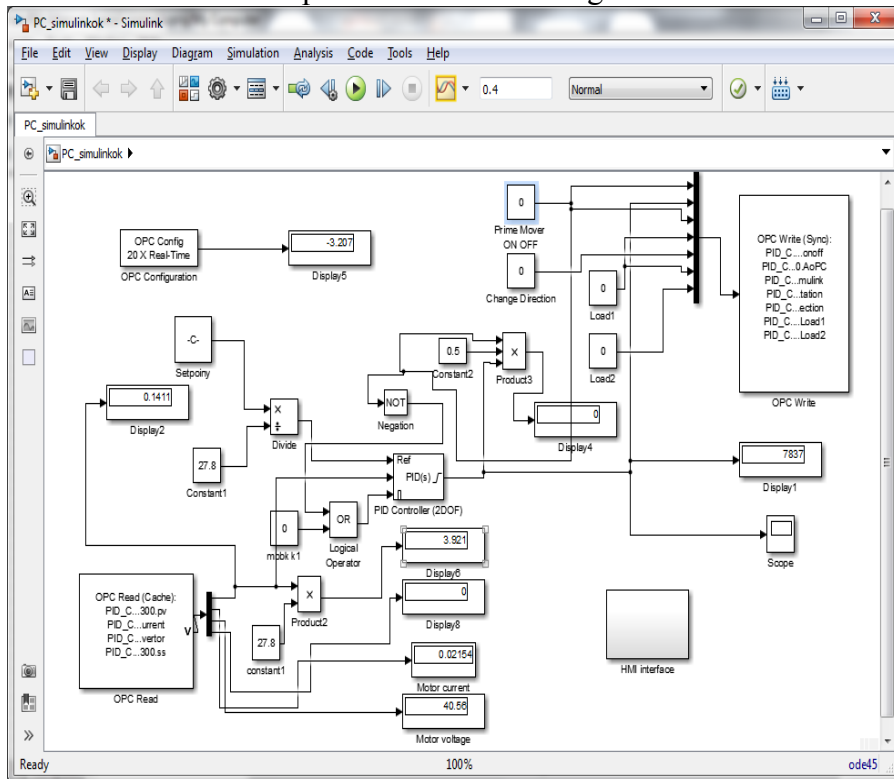 PC_simulinkok * - Simulink
File Edit View Display Diagram Simulation Analysis Code Tools Help
0.4
Normal
PC_simulinkok
PC_simulinkok
OPC Config
20 X Real-Time
OPC Configuration
-3.207
Display5
0
Prime Mover
ON OFF
0
Change Direction
0
Load1
0
Load2
OPC Write (Sync):
PID_C....onoff
PID_C...0.AoPC
PID_C...mulink
PID_C...tation
PID_C...ection
PID_C....Load1
PID_C....Load2
OPC Write
-C-
Setpoiny
0.5
Constant2
X
Product3
0.1411
Display2
X
÷
Divide
NOT
Negation
0
Display4
27.8
Constant1
Ref
PID(s)
PID Controller (2DOF)
7837
Display1
0
mpbk k1
OR
Logical
Operator
Scope
3.921
Display6
OPC Read (Cache):
PID_C...300.pv
PID_C...urrent
PID_C...vertor
PID_C...300.ss
V
OPC Read
X
Product2
0
Display8
27.8
constant1
HMI interface
0.02154
Motor current
40.56
Motor voltage
Ready
100%
ode45